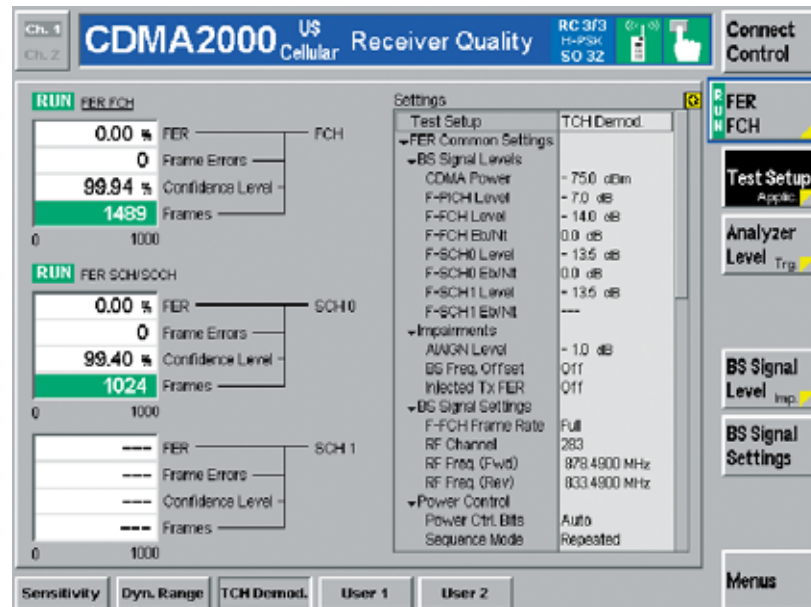 Ch. 1
Ch. 2
CDMA2000 US Cellular Receiver Quality
RC 3/3
H-PSK
SO 32
Connect Control
RUN FER FCH
0.00 % FER FCH
0 Frame Errors
99.94 % Confidence Level
1489 Frames
0 1000
RUN FER SCH/SCCH
0.00 % FER SCH 0
0 Frame Errors
99.40 % Confidence Level
1024 Frames
0 1000
--- FER SCH 1
--- Frame Errors
--- Confidence Level
--- Frames
0 1000
Settings
Test Setup TCH Demod.
FER Common Settings
BS Signal Levels
CDMA Power - 75.0 dBm
F-PICH Level - 7.0 dB
F-FCH Level - 14.0 dB
F-FCH Eb/Nt 0.0 dB
F-SCH0 Level - 13.5 dB
F-SCH0 Eb/Nt 0.0 dB
F-SCH1 Level - 13.5 dB
F-SCH1 Eb/Nt ---
Impairments
AWGN Level - 1.0 dB
BS Freq. Offset Off
Injected Tx FER Off
BS Signal Settings
F-FCH Frame Rate Full
RF Channel 283
RF Freq. (Fwd) 878.4900 MHz
RF Freq. (Rev) 833.4900 MHz
Power Control
Power Ctrl. Bits Auto
Sequence Mode Repeated
RUN
FER FCH
Test Setup
Applic.
Analyzer Level Trg.
BS Signal Level Imp.
BS Signal Settings
Menus
Sensitivity Dyn. Range TCH Demod. User 1 User 2